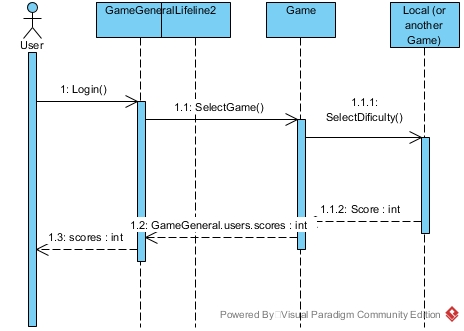 GameGeneralLifeline2
Game
Local (or
another
Game)
User
1: Login()
1.1: SelectGame()
1.1.1:
SelectDificulty()
1.1.2: Score : int
1.2: GameGeneral.users.scores : int
1.3: scores : int
Powered By Visual Paradigm Community Edition